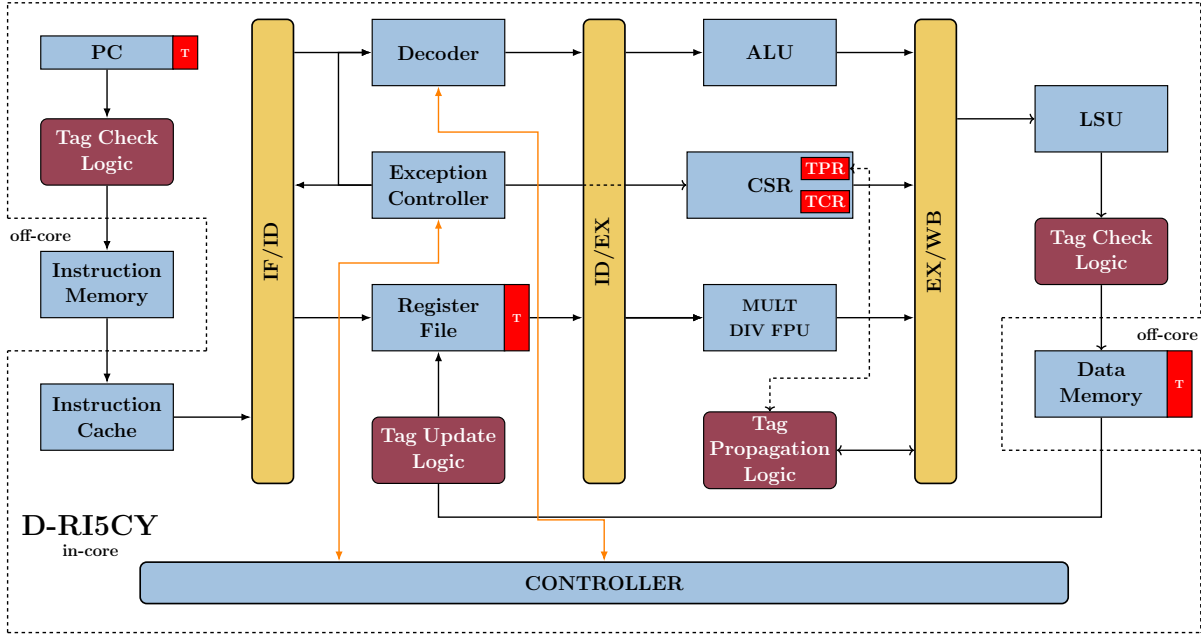 PC
T
Tag Check
Logic
off-core
Instruction
Memory
Instruction
Cache
D-RI5CY
in-core
IF/ID
Decoder
Exception
Controller
Register
File
T
Tag Update
Logic
ID/EX
ALU
CSR
TPR
TCR
MULT
DIV FPU
Tag
Propagation
Logic
EX/WB
LSU
Tag Check
Logic
off-core
Data
Memory
T
CONTROLLER